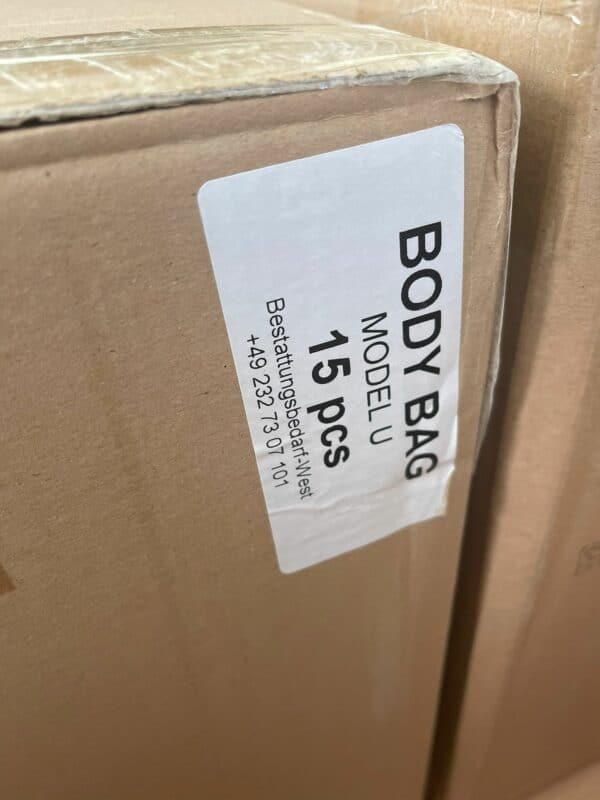 BODY BAG
MODEL U
15 pcs
Bestattungsbedarf-West
+49 232 73 07 101